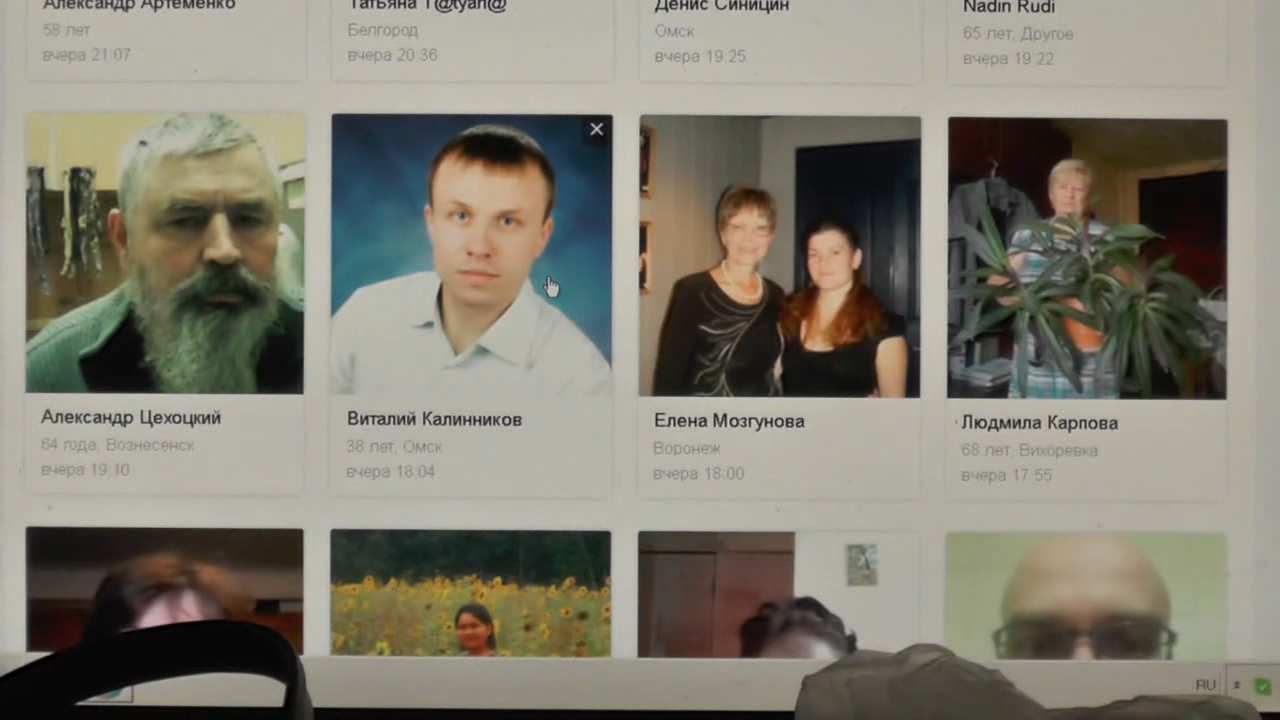 Александр Артеменко
58 лет
вчера 21:07
Татьяна T@tyan@
Белгород
вчера 20:36
Денис Синицин
Омск
вчера 19:25
Nadin Rudi
65 лет, Другое
вчера 19:22
Александр Цехоцкий
64 года, Вознесенск
вчера 19:10
Виталий Калинников
38 лет, Омск
вчера 18:04
Елена Мозгунова
Воронеж
вчера 18:00
Людмила Карпова
68 лет, Вихоревка
вчера 17:55
RU